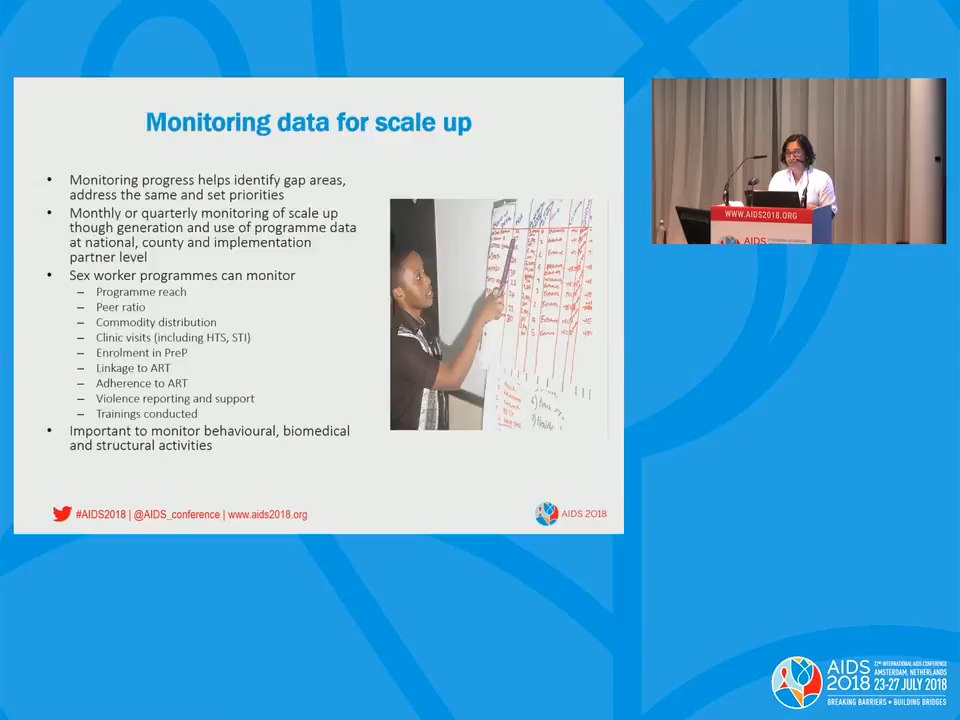 Monitoring data for scale up
• Monitoring progress helps identify gap areas,
address the same and set priorities
• Monthly or quarterly monitoring of scale up
though generation and use of programme data
at national, county and implementation
partner level
• Sex worker programmes can monitor
– Programme reach
– Peer ratio
– Commodity distribution
– Clinic visits (including HTS, STI)
– Enrolment in PreP
– Linkage to ART
– Adherence to ART
– Violence reporting and support
– Trainings conducted
• Important to monitor behavioural, biomedical
and structural activities
#AIDS2018 | @AIDS_conference | www.aids2018.org
AIDS 2018
WWW.AIDS2018.ORG
AIDS
AIDS
2018
22ND INTERNATIONAL AIDS CONFERENCE
AMSTERDAM, NETHERLANDS
23-27 JULY 2018
BREAKING BARRIERS • BUILDING BRIDGES